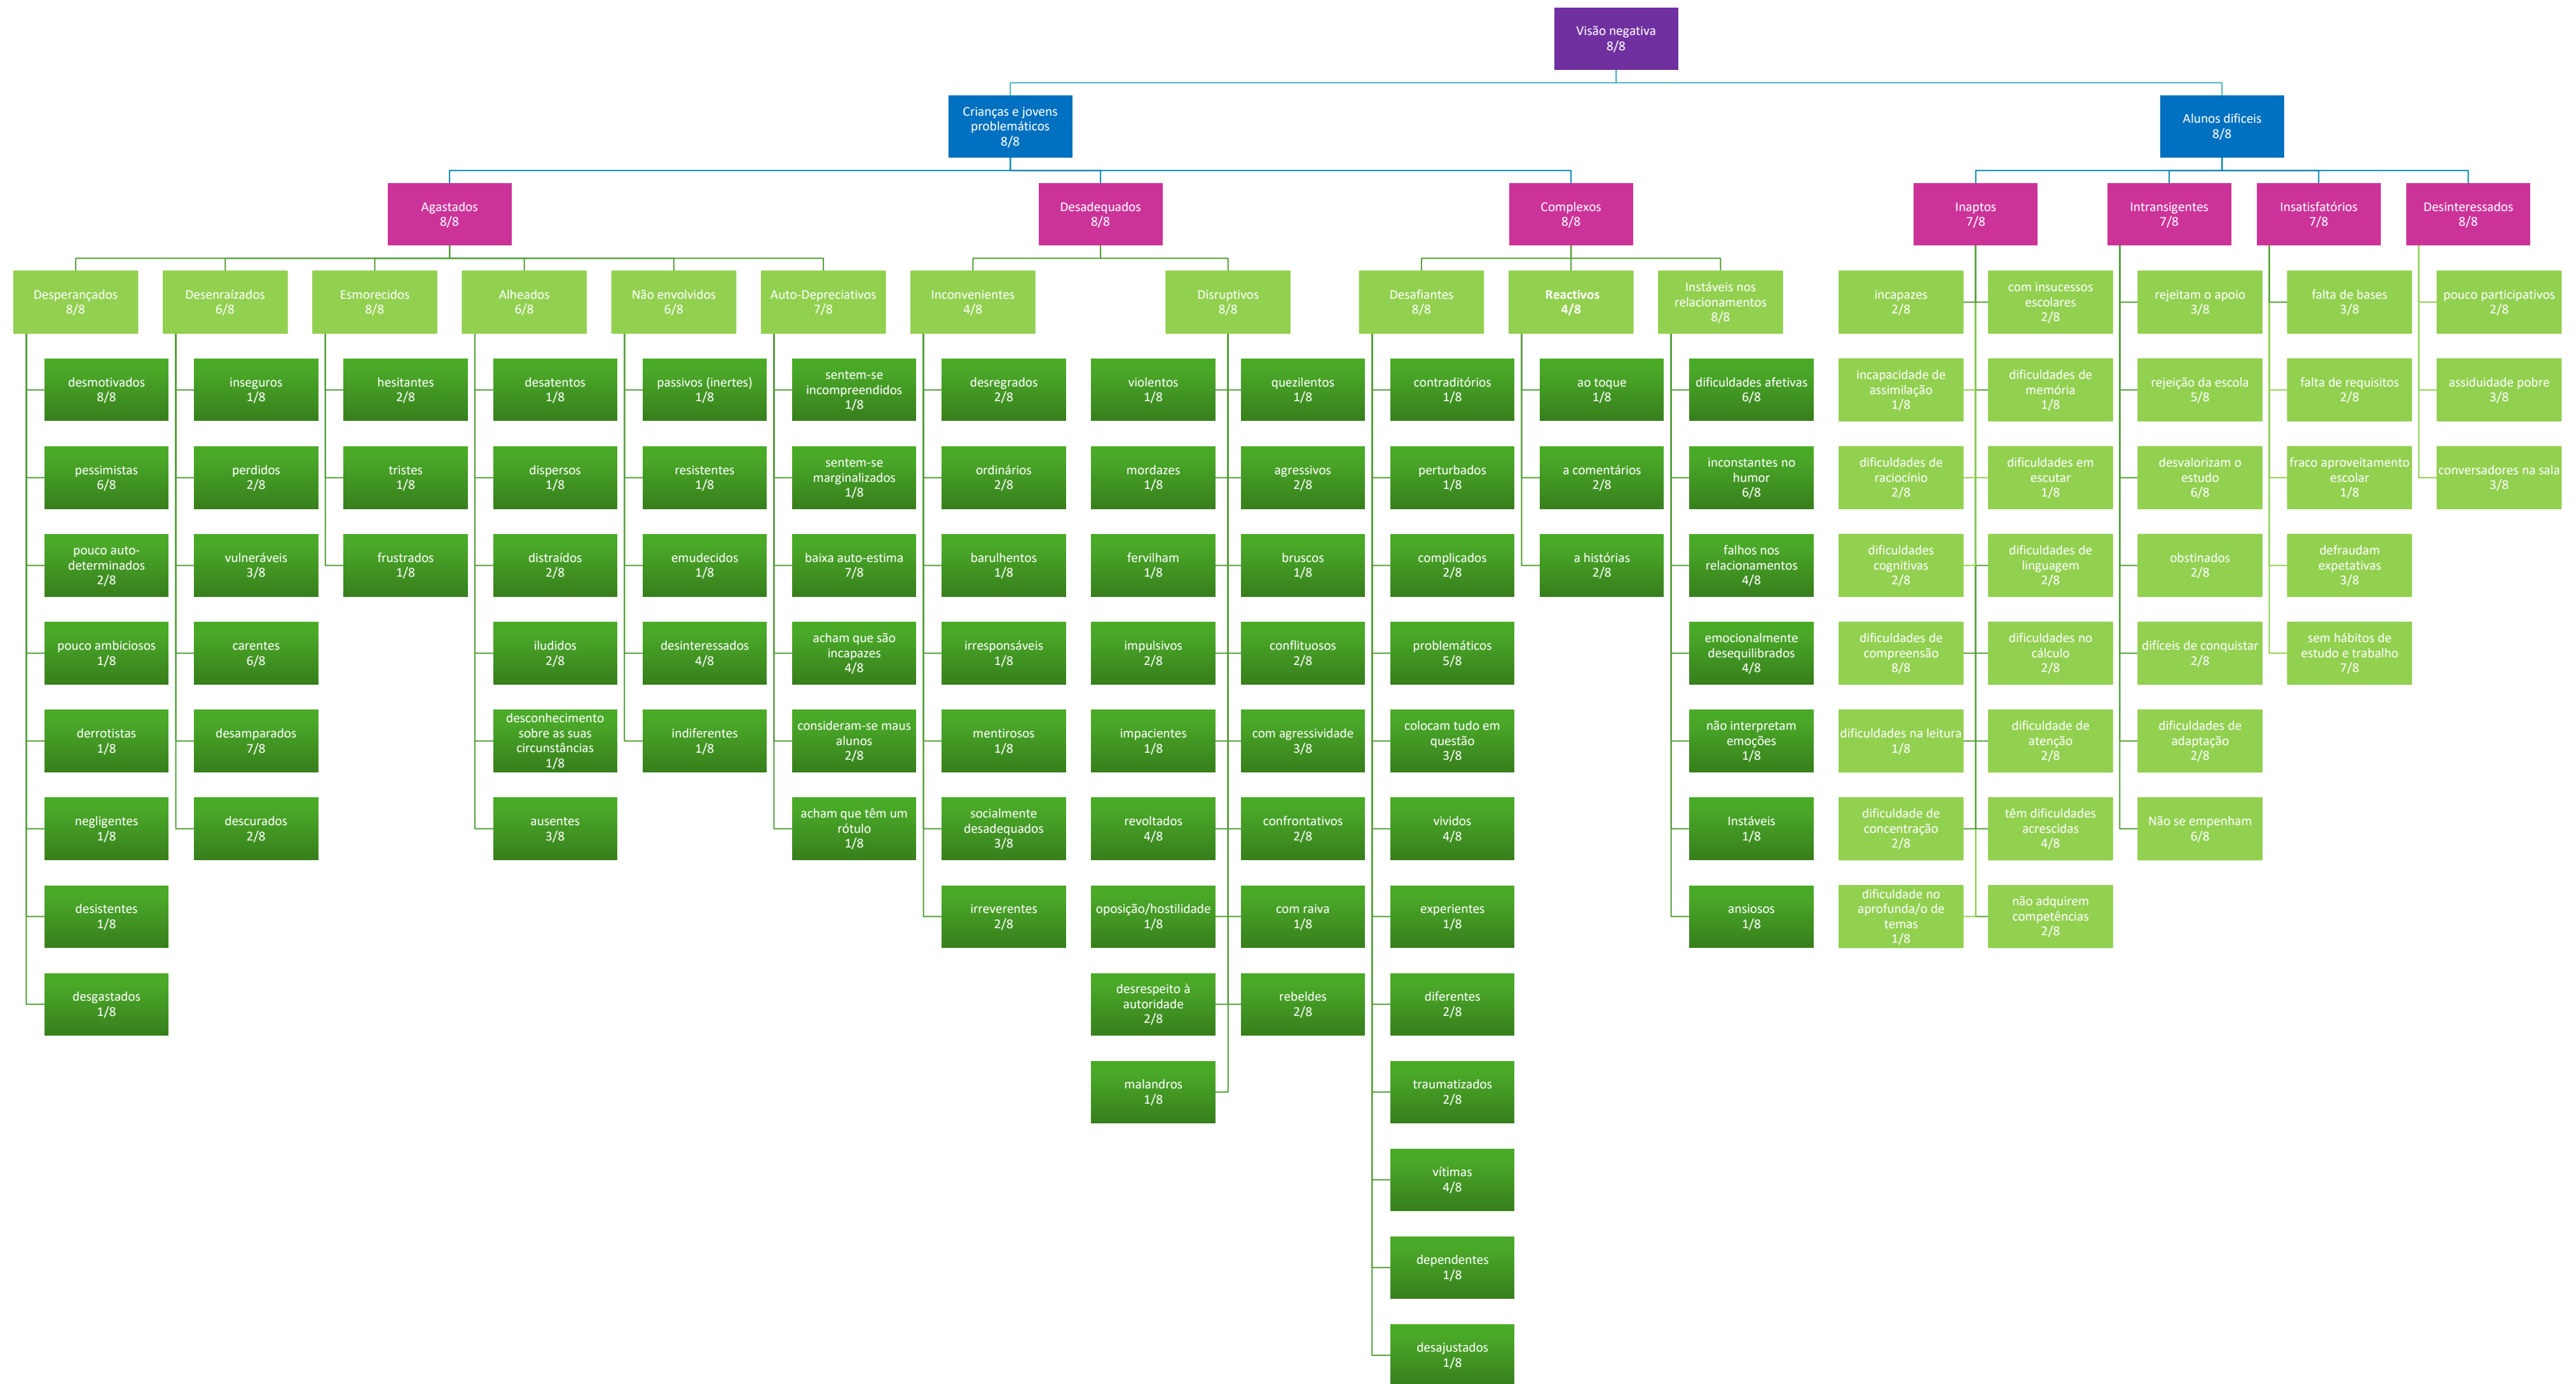 Visão negativa
8/8
Crianças e jovens
problemáticos
8/8
Alunos dificeis
8/8
Agastados
8/8
Desadequados
8/8
Complexos
8/8
Inaptos
7/8
Intransigentes
7/8
Insatisfatórios
7/8
Desinteressados
8/8
Desperançados
8/8
desmotivados
8/8
pessimistas
6/8
pouco auto-
determinados
2/8
pouco ambiciosos
1/8
derrotistas
1/8
negligentes
1/8
desistentes
1/8
desgastados
1/8
Desenraízados
6/8
inseguros
1/8
perdidos
2/8
vulneráveis
3/8
carentes
6/8
desamparados
7/8
descurados
2/8
Esmorecidos
8/8
hesitantes
2/8
tristes
1/8
frustrados
1/8
Alheados
6/8
desatentos
1/8
dispersos
1/8
distraídos
2/8
iludidos
2/8
desconhecimento
sobre as suas
circunstâncias
1/8
ausentes
3/8
Não envolvidos
6/8
passivos (inertes)
1/8
resistentes
1/8
emudecidos
1/8
desinteressados
4/8
indiferentes
1/8
Auto-Depreciativos
7/8
sentem-se
incompreendidos
1/8
sentem-se
marginalizados
1/8
baixa auto-estima
7/8
acham que são
incapazes
4/8
consideram-se maus
alunos
2/8
acham que têm um
rótulo
1/8
Inconvenientes
4/8
desregrados
2/8
ordinários
2/8
barulhentos
1/8
irresponsáveis
1/8
mentirosos
1/8
socialmente
desadequados
3/8
irreverentes
2/8
Disruptivos
8/8
violentos
1/8
quezilentos
1/8
mordazes
1/8
agressivos
2/8
fervilham
1/8
bruscos
1/8
impulsivos
2/8
conflituosos
2/8
impacientes
1/8
com agressividade
3/8
revoltados
4/8
confrontativos
2/8
oposição/hostilidade
1/8
com raiva
1/8
desrespeito à
autoridade
2/8
rebeldes
2/8
malandros
1/8
Desafiantes
8/8
contraditórios
1/8
perturbados
1/8
complicados
2/8
problemáticos
5/8
colocam tudo em
questão
3/8
vividos
4/8
experientes
1/8
diferentes
2/8
traumatizados
2/8
vítimas
4/8
dependentes
1/8
desajustados
1/8
Reactivos
4/8
ao toque
1/8
a comentários
2/8
a histórias
2/8
Instáveis nos
relacionamentos
8/8
dificuldades afetivas
6/8
inconstantes no
humor
6/8
falhos nos
relacionamentos
4/8
emocionalmente
desequilibrados
4/8
não interpretam
emoções
1/8
Instáveis
1/8
ansiosos
1/8
incapazes
2/8
com insucessos
escolares
2/8
incapacidade de
assimilação
1/8
dificuldades de
memória
1/8
dificuldades de
raciocínio
2/8
dificuldades em
escutar
1/8
dificuldades
cognitivas
2/8
dificuldades de
linguagem
2/8
dificuldades de
compreensão
8/8
dificuldades no
cálculo
2/8
dificuldades na leitura
1/8
dificuldade de
atenção
2/8
dificuldade de
concentração
2/8
têm dificuldades
acrescidas
4/8
dificuldade no
aprofunda/o de
temas
1/8
não adquirem
competências
2/8
rejeitam o apoio
3/8
rejeição da escola
5/8
desvalorizam o
estudo
6/8
obstinados
2/8
difíceis de conquistar
2/8
dificuldades de
adaptação
2/8
Não se empenham
6/8
falta de bases
3/8
falta de requisitos
2/8
fraco aproveitamento
escolar
1/8
defraudam
expetativas
3/8
sem hábitos de
estudo e trabalho
7/8
pouco participativos
2/8
assiduidade pobre
3/8
conversadores na sala
3/8